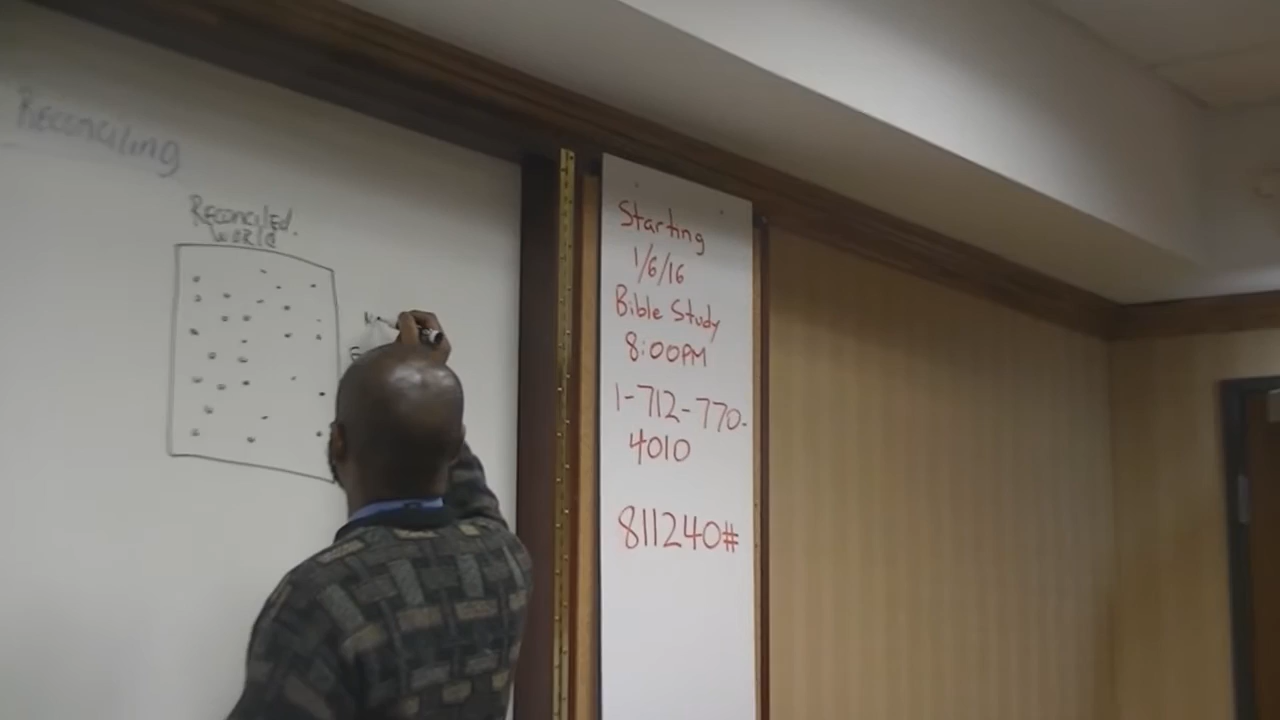 Reconciling
Reconciled.
World
Starting
1/6/16
Bible Study
8:00PM
1-712-770-
4010
811240#